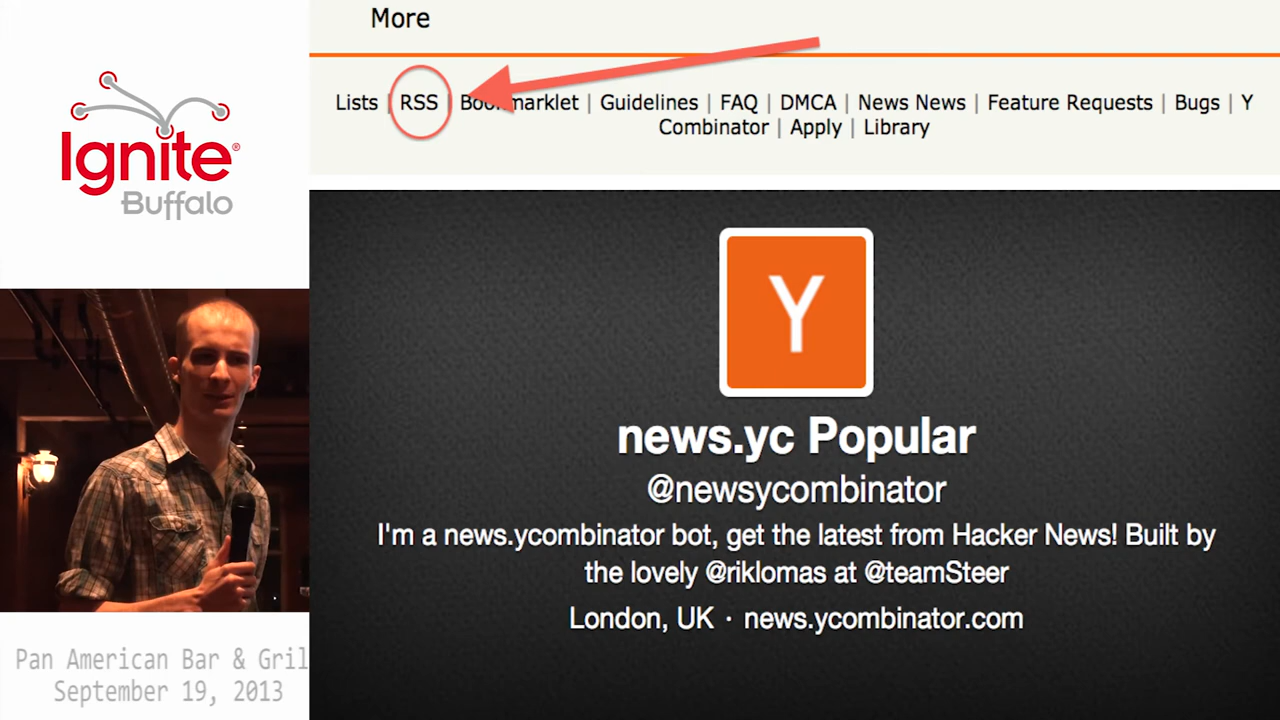 Ignite®
Buffalo
Pan American Bar & Gril
September 19, 2013
More
Lists | RSS | Bookmarklet | Guidelines | FAQ | DMCA | News News | Feature Requests | Bugs | Y
Combinator | Apply | Library
Y
news.yc Popular
@newsycombinator
I'm a news.ycombinator bot, get the latest from Hacker News! Built by
the lovely @riklomas at @teamSteer
London, UK · news.ycombinator.com